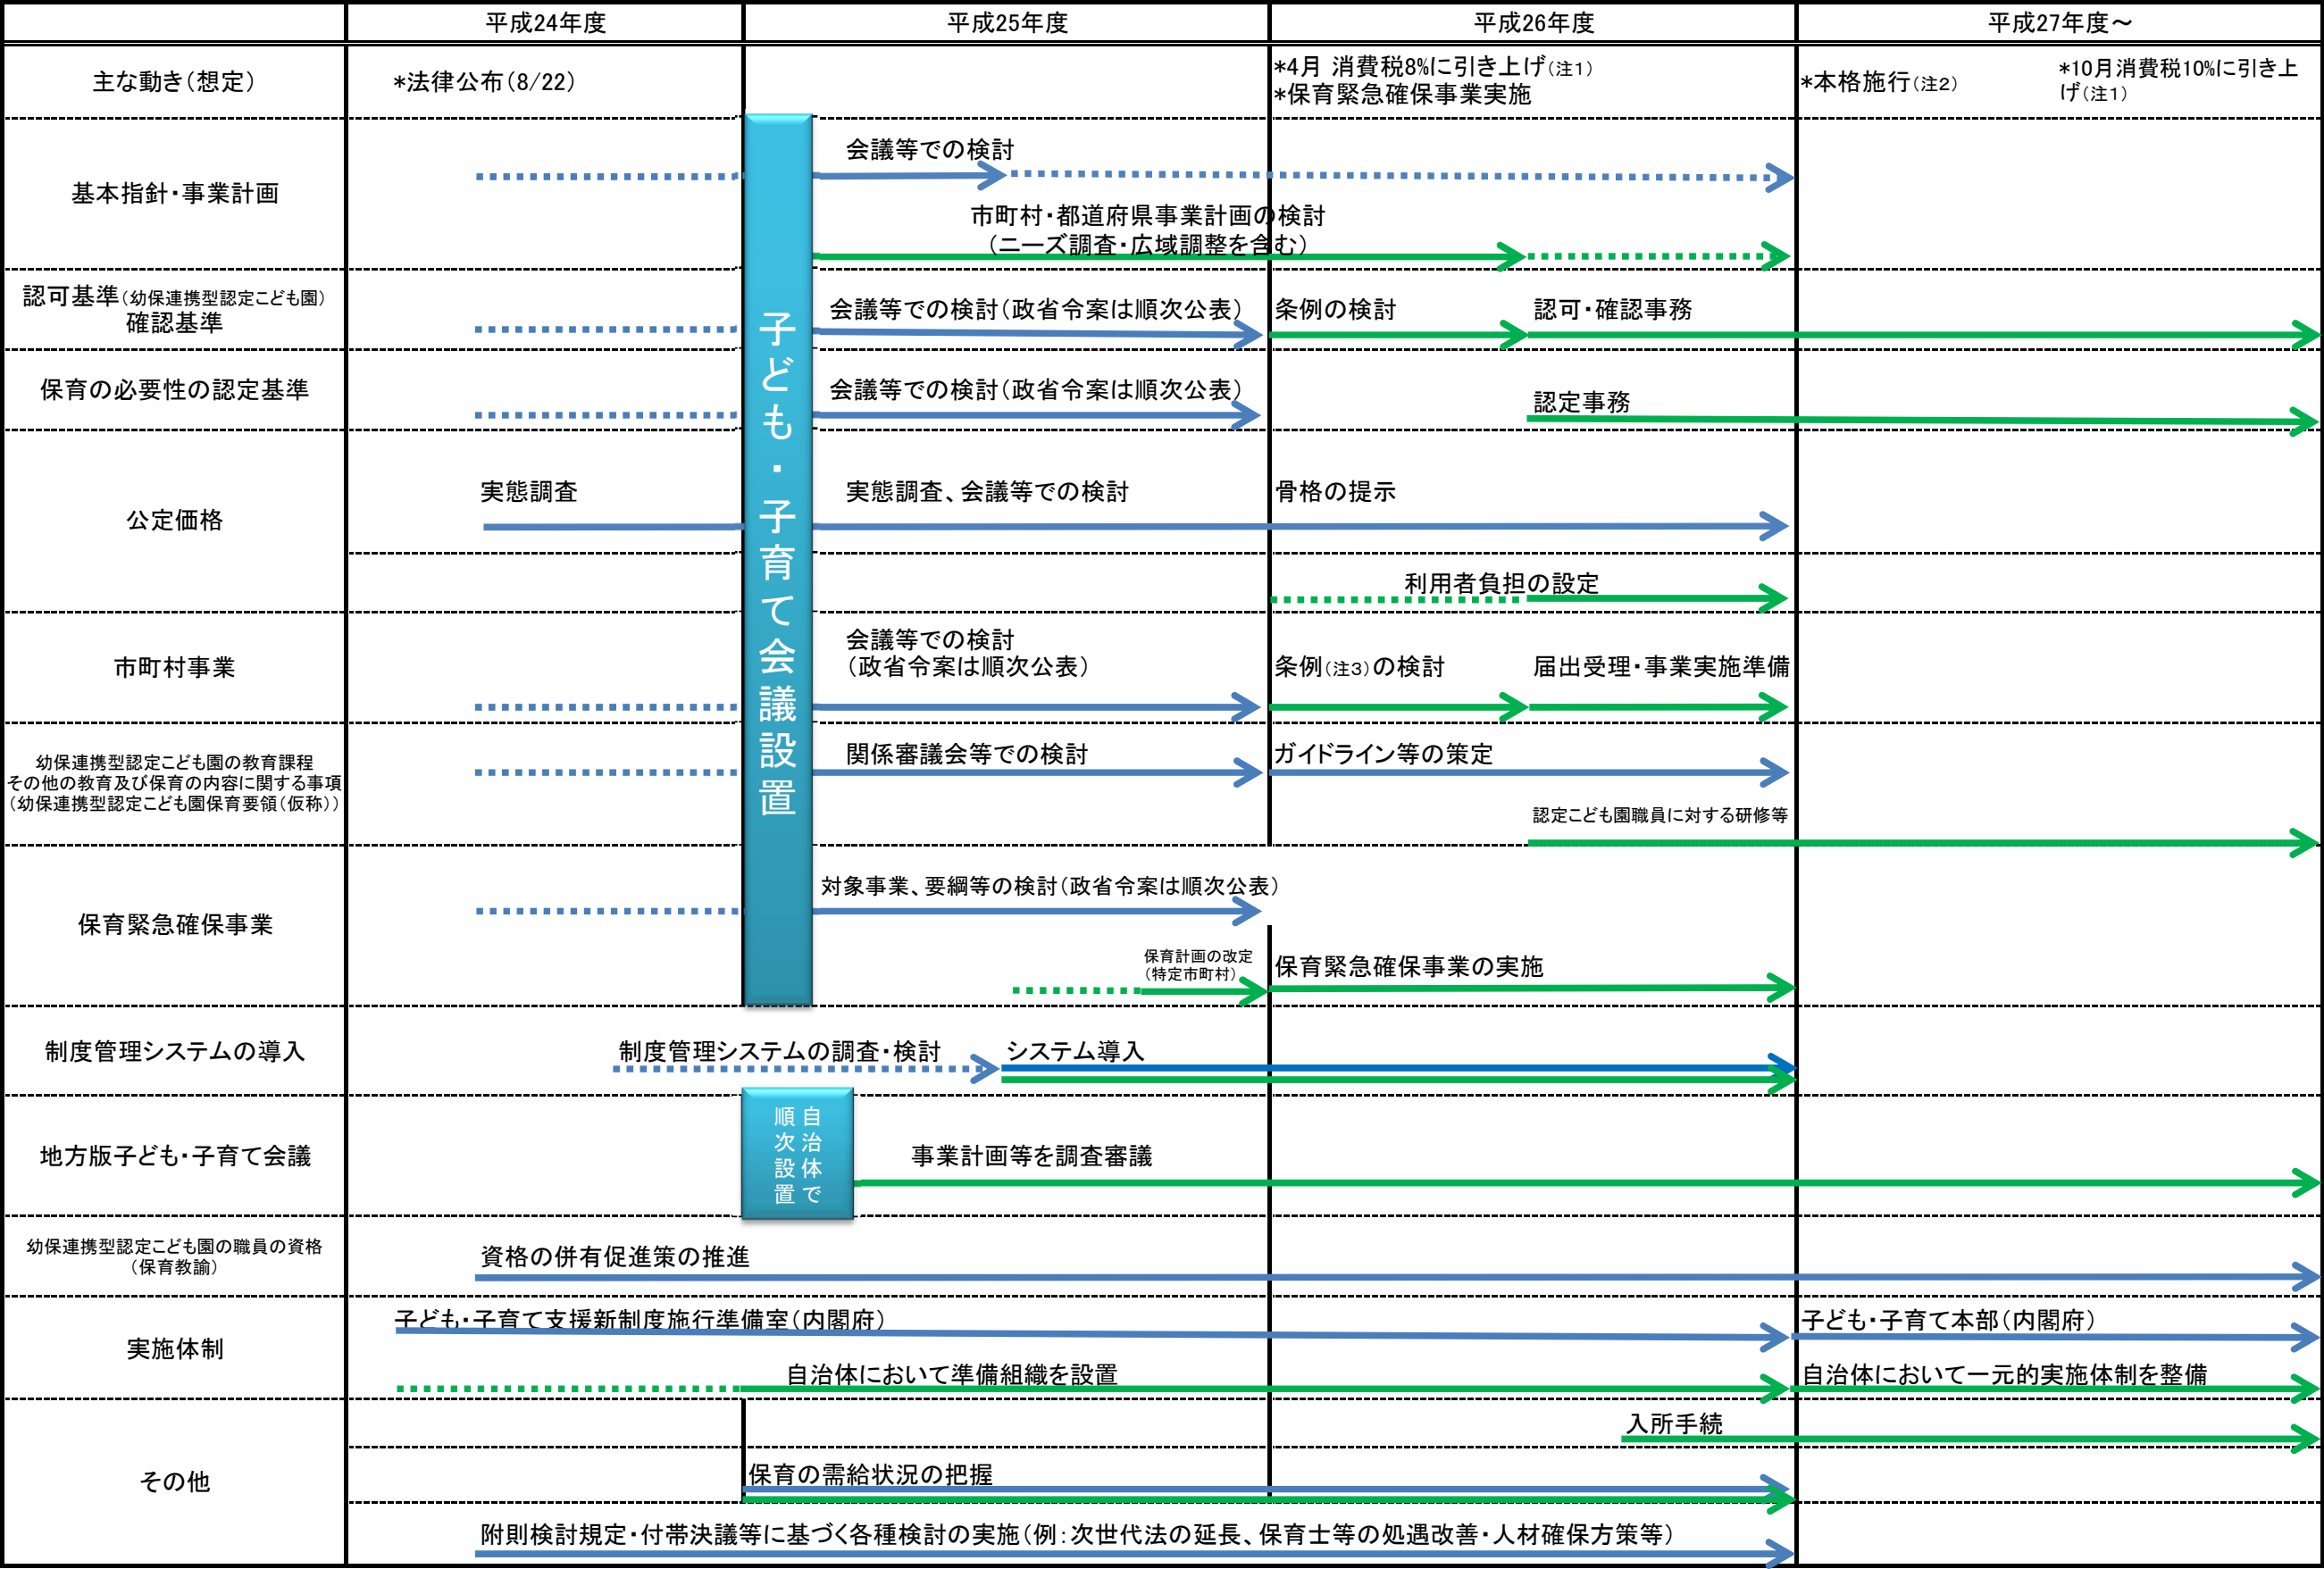 平成24年度
平成25年度
平成26年度
平成27年度～
主な動き（想定）
*法律公布（8/22）
*4月 消費税8%に引き上げ（注1）
*保育緊急確保事業実施
*本格施行（注2）
*10月消費税10%に引き上
げ（注1）
基本指針・事業計画
会議等での検討
市町村・都道府県事業計画の検討
（ニーズ調査・広域調整を含む）
認可基準（幼保連携型認定こども園）
確認基準
会議等での検討（政省令案は順次公表）
条例の検討
認可・確認事務
保育の必要性の認定基準
会議等での検討（政省令案は順次公表）
認定事務
公定価格
実態調査
実態調査、会議等での検討
骨格の提示
利用者負担の設定
市町村事業
会議等での検討
（政省令案は順次公表）
条例（注3）の検討
届出受理・事業実施準備
幼保連携型認定こども園の教育課程
その他の教育及び保育の内容に関する事項
（幼保連携型認定こども園保育要領（仮称））
関係審議会等での検討
ガイドライン等の策定
認定こども園職員に対する研修等
保育緊急確保事業
対象事業、要綱等の検討（政省令案は順次公表）
保育計画の改定
（特定市町村）
保育緊急確保事業の実施
子ども・子育て会議設置
制度管理システムの導入
制度管理システムの調査・検討
システム導入
地方版子ども・子育て会議
自治体で
順次設置
事業計画等を調査審議
幼保連携型認定こども園の職員の資格
（保育教諭）
資格の併有促進策の推進
実施体制
子ども・子育て支援新制度施行準備室（内閣府）
子ども・子育て本部（内閣府）
自治体において準備組織を設置
自治体において一元的実施体制を整備
その他
入所手続
保育の需給状況の把握
附則検討規定・付帯決議等に基づく各種検討の実施（例：次世代法の延長、保育士等の処遇改善・人材確保方策等）